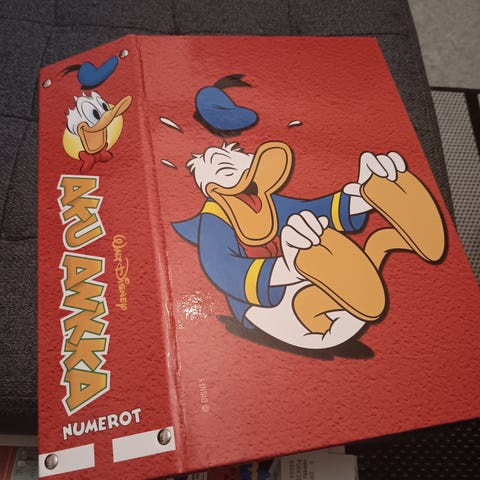 WALT DISNEY
AKU ANKKA
NUMEROT
© DISNEY